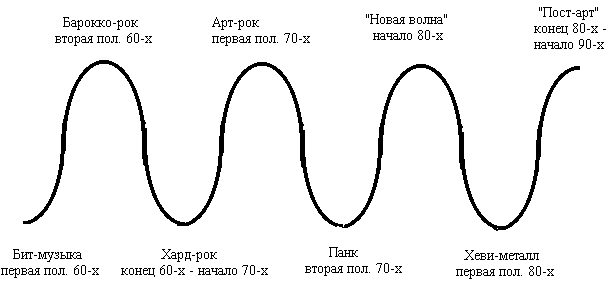 Барокко-рок
вторая пол. 60-х
Арт-рок
первая пол. 70-х
"Новая волна"
начало 80-х
"Пост-арт"
конец 80-х -
начало 90-х
Бит-музыка
первая пол. 60-х
Хард-рок
конец 60-х - начало 70-х
Панк
вторая пол. 70-х
Хеви-металл
первая пол. 80-х